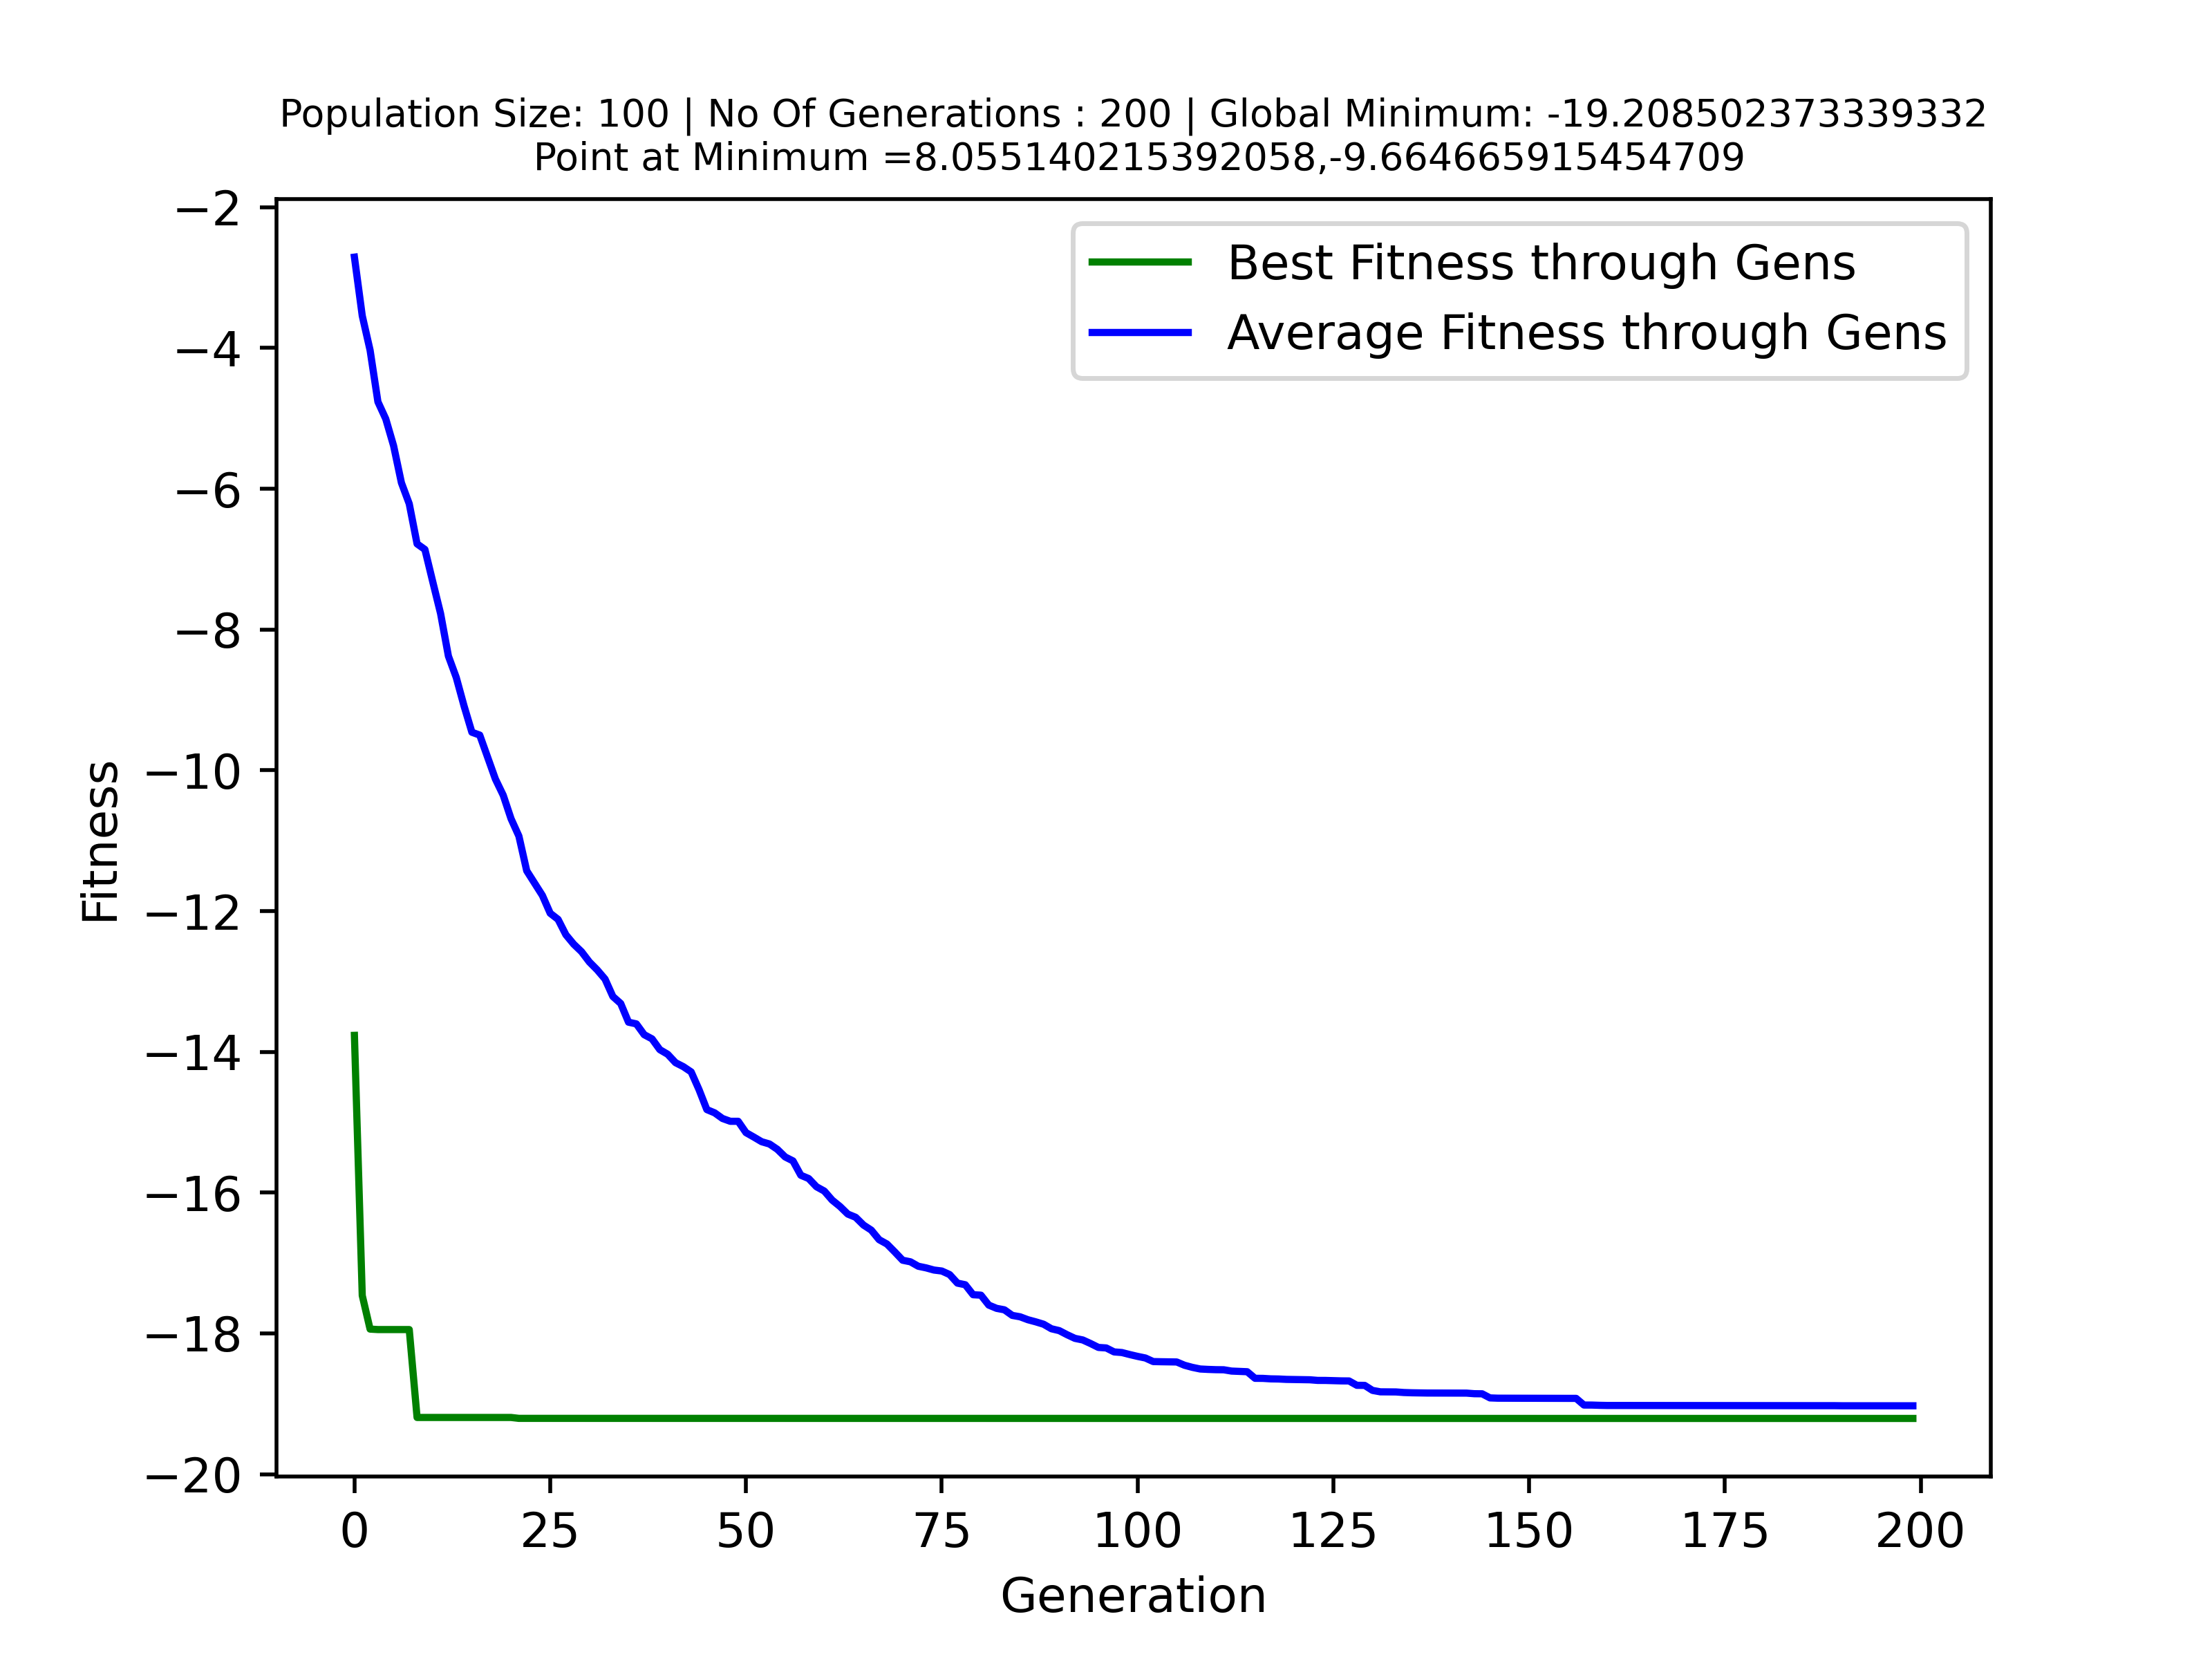 Population Size: 100 | No Of Generations : 200 | Global Minimum: -19.208502373339332
Point at Minimum =8.055140215392058,-9.664665915454709
Best Fitness through Gens
Average Fitness through Gens
−2
−4
−6
−8
−10
−12
−14
−16
−18
−20
Fitness
0 25 50 75 100 125 150 175 200
Generation